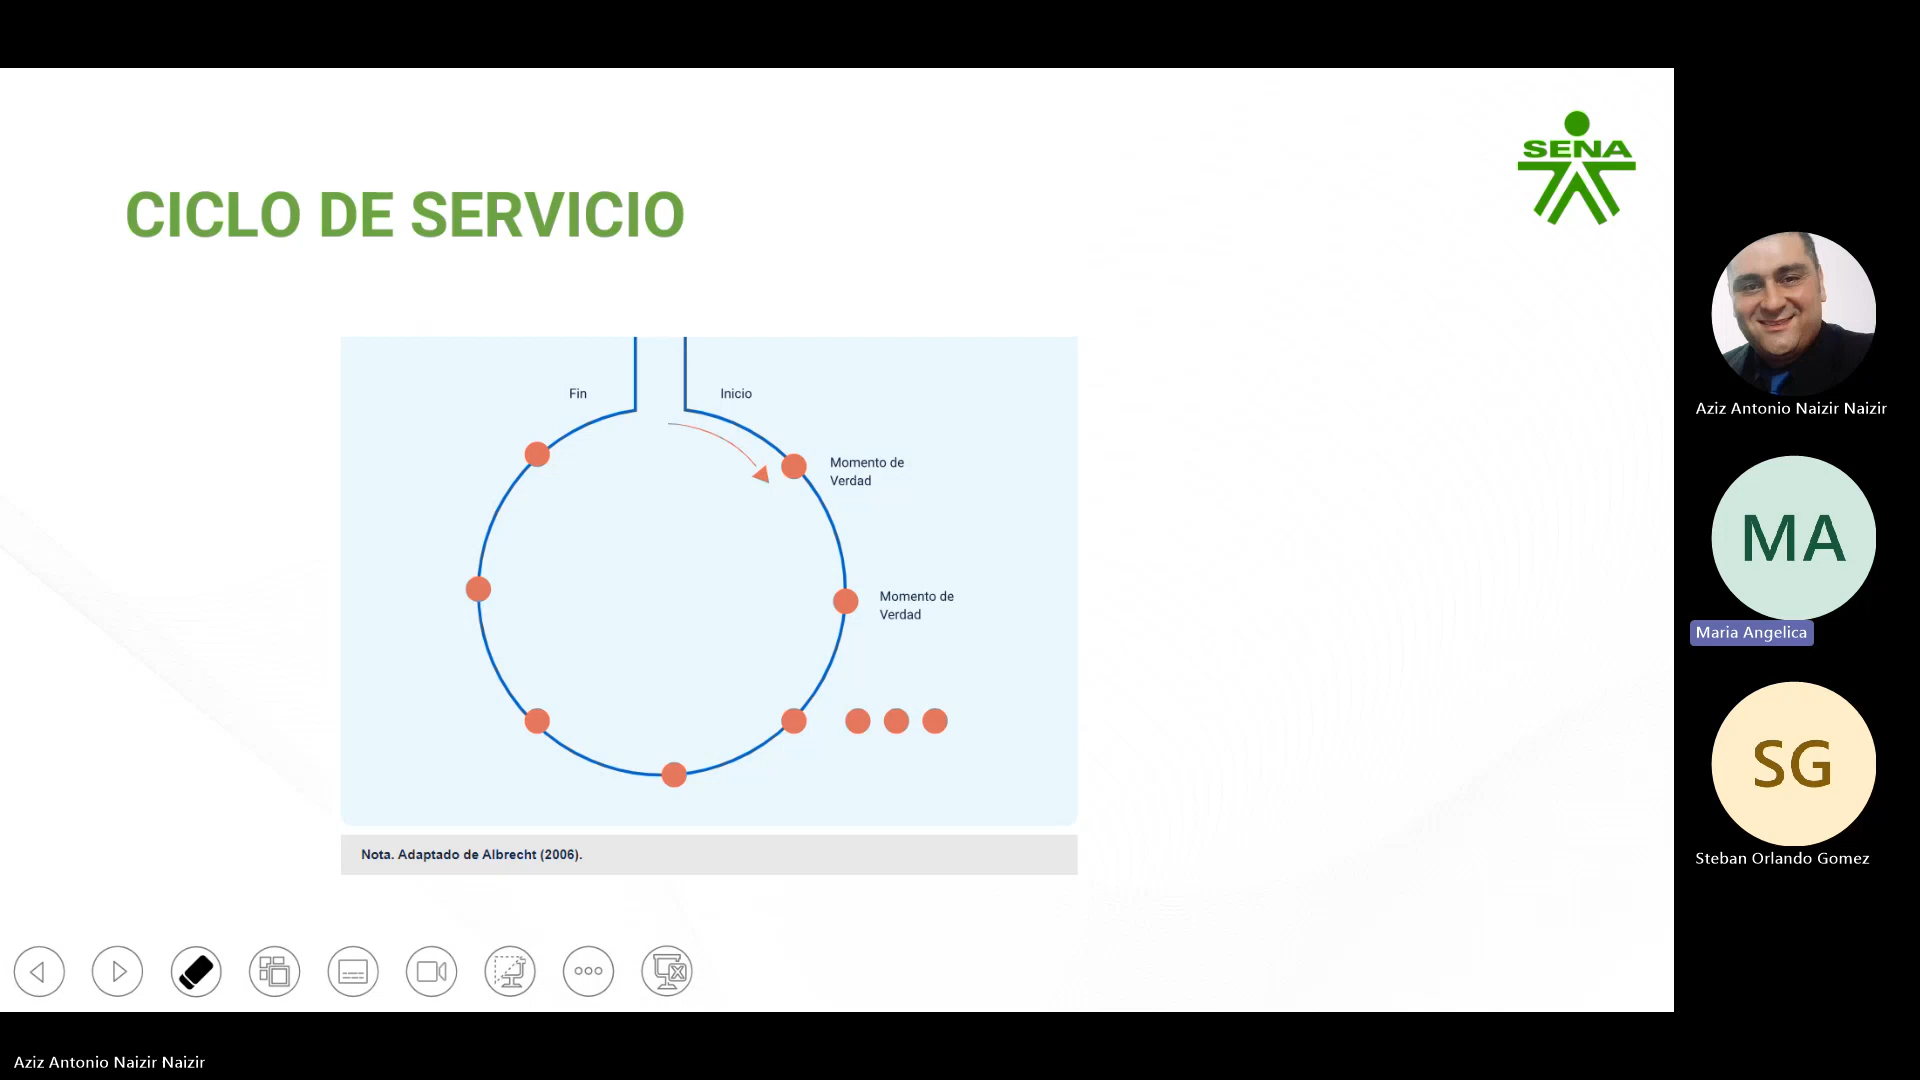 SENA
CICLO DE SERVICIO
Fin
Inicio
Momento de
Verdad
Momento de
Verdad
Nota. Adaptado de Albrecht (2006).
Aziz Antonio Naizir Naizir
MA
Maria Angelica
SG
Steban Orlando Gomez
Aziz Antonio Naizir Naizir